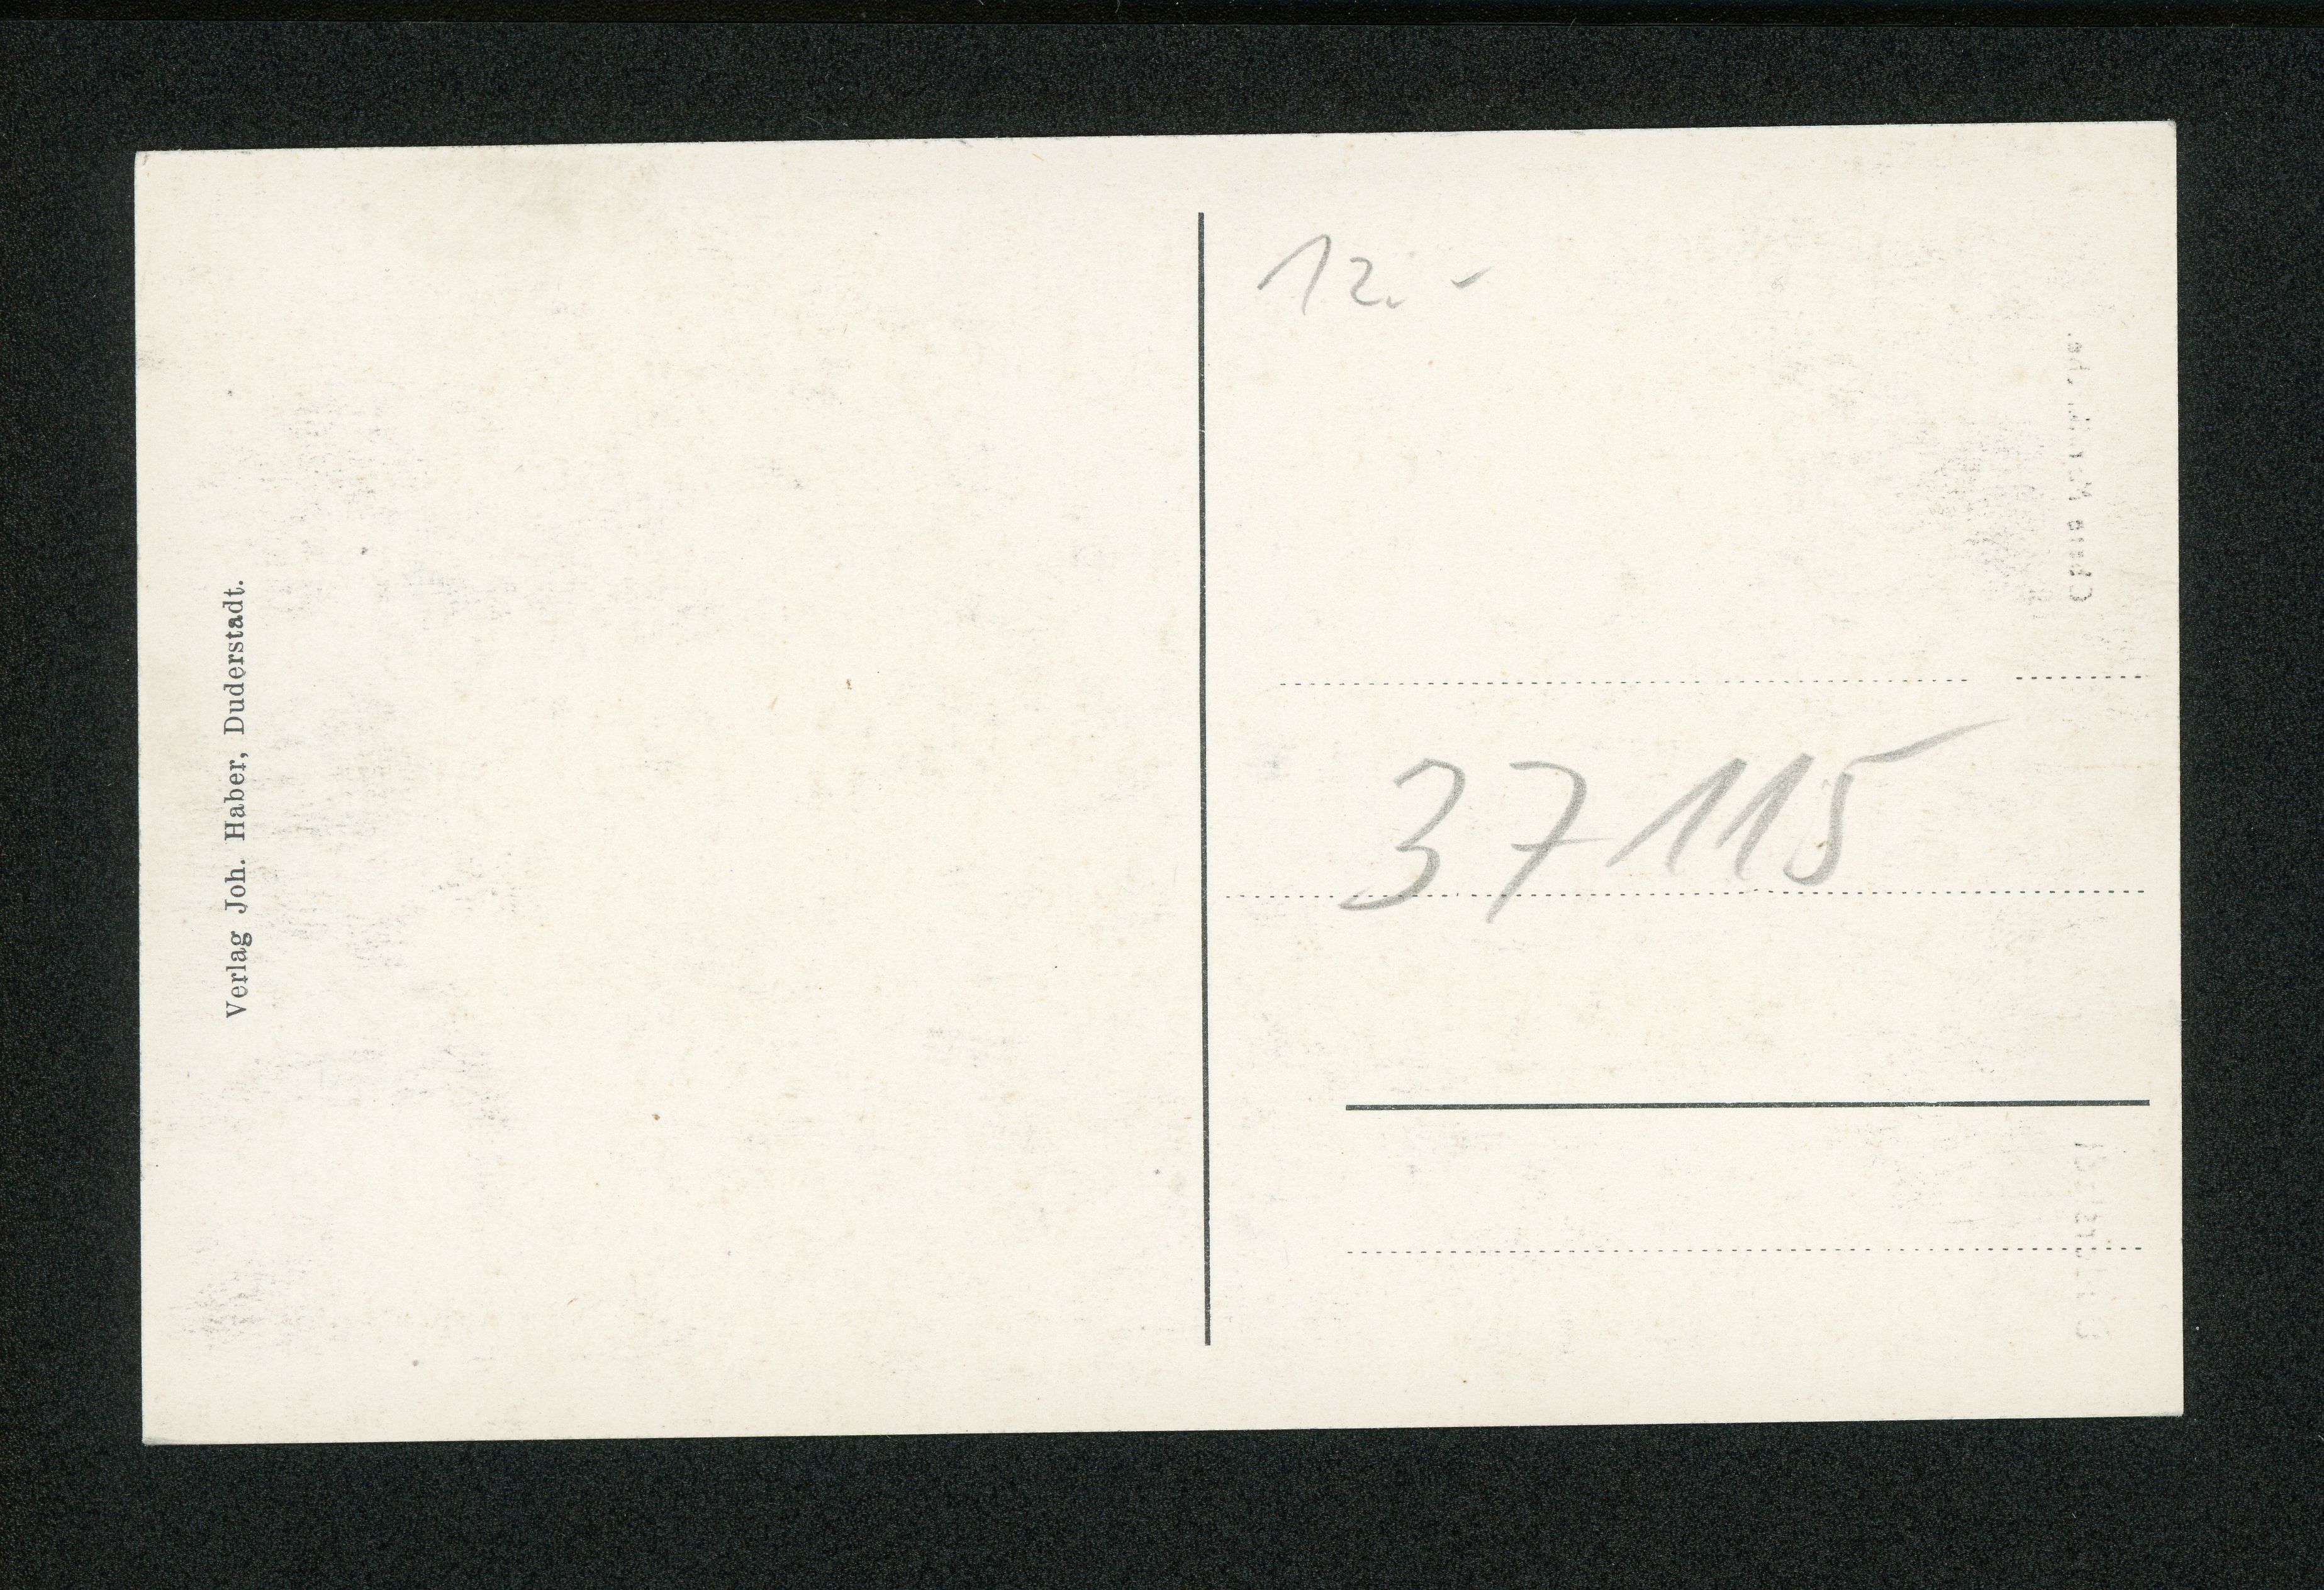 Verlag Joh. Haber, Duderstadt.
12.-
37115